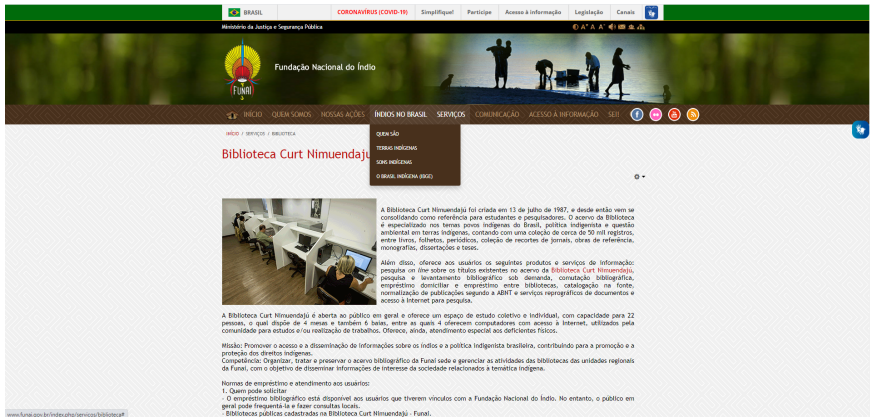 BRASIL CORONAVÍRUS (COVID-19) Simplifique! Participe Acesso à informação Legislação Canais
Ministério da Justiça e Segurança Pública
A+ A A-
FUNAI
Fundação Nacional do Índio
INÍCIO QUEM SOMOS NOSSAS AÇÕES ÍNDIOS NO BRASIL SERVIÇOS COMUNICAÇÃO ACESSO À INFORMAÇÃO SEI!
INÍCIO / SERVIÇOS / BIBLIOTECA
QUEM SÃO
TERRAS INDÍGENAS
SONS INDÍGENAS
O BRASIL INDÍGENA (IBGE)
Biblioteca Curt Nimuendaju
A Biblioteca Curt Nimuendajú foi criada em 13 de julho de 1987, e desde então vem se
consolidando como referência para estudantes e pesquisadores. O acervo da Biblioteca
é especializado nos temas povos indígenas do Brasil, política indigenista e questão
ambiental em terras indígenas, contando com uma coleção de cerca de 50 mil registros,
entre livros, folhetos, periódicos, coleção de recortes de jornais, obras de referência,
monografias, dissertações e teses.
Além disso, oferece aos usuários os seguintes produtos e serviços de informação:
pesquisa on line sobre os títulos existentes no acervo da Biblioteca Curt Nimuendajú,
pesquisa e levantamento bibliográfico sob demanda, comutação bibliográfica,
empréstimo domiciliar e empréstimo entre bibliotecas, catalogação na fonte,
normalização de publicações segundo a ABNT e serviços reprográficos de documentos e
acesso à Internet para pesquisa.
A Biblioteca Curt Nimuendajú é aberta ao público em geral e oferece um espaço de estudo coletivo e individual, com capacidade para 22
pessoas, o qual dispõe de 4 mesas e também 6 baias, entre as quais 4 oferecem computadores com acesso à Internet, utilizados pela
comunidade para estudos e/ou realização de trabalhos. Oferece, ainda, atendimento especial aos deficientes físicos.
Missão: Promover o acesso e a disseminação de informações sobre os índios e a política indigenista brasileira, contribuindo para a promoção e a
proteção dos direitos indígenas.
Competência: Organizar, tratar e preservar o acervo bibliográfico da Funai sede e gerenciar as atividades das bibliotecas das unidades regionais
da Funai, com o objetivo de disseminar informações de interesse da sociedade relacionados à temática indígena.
Normas de empréstimo e atendimento aos usuários:
1. Quem pode solicitar
- O empréstimo bibliográfico está disponível aos usuários que tiverem vínculos com a Fundação Nacional do Índio. No entanto, o público em
geral pode frequentá-la e fazer consultas locais.
- Bibliotecas públicas cadastradas na Biblioteca Curt Nimuendajú - Funai.
www.funai.gov.br/index.php/servicos/biblioteca#